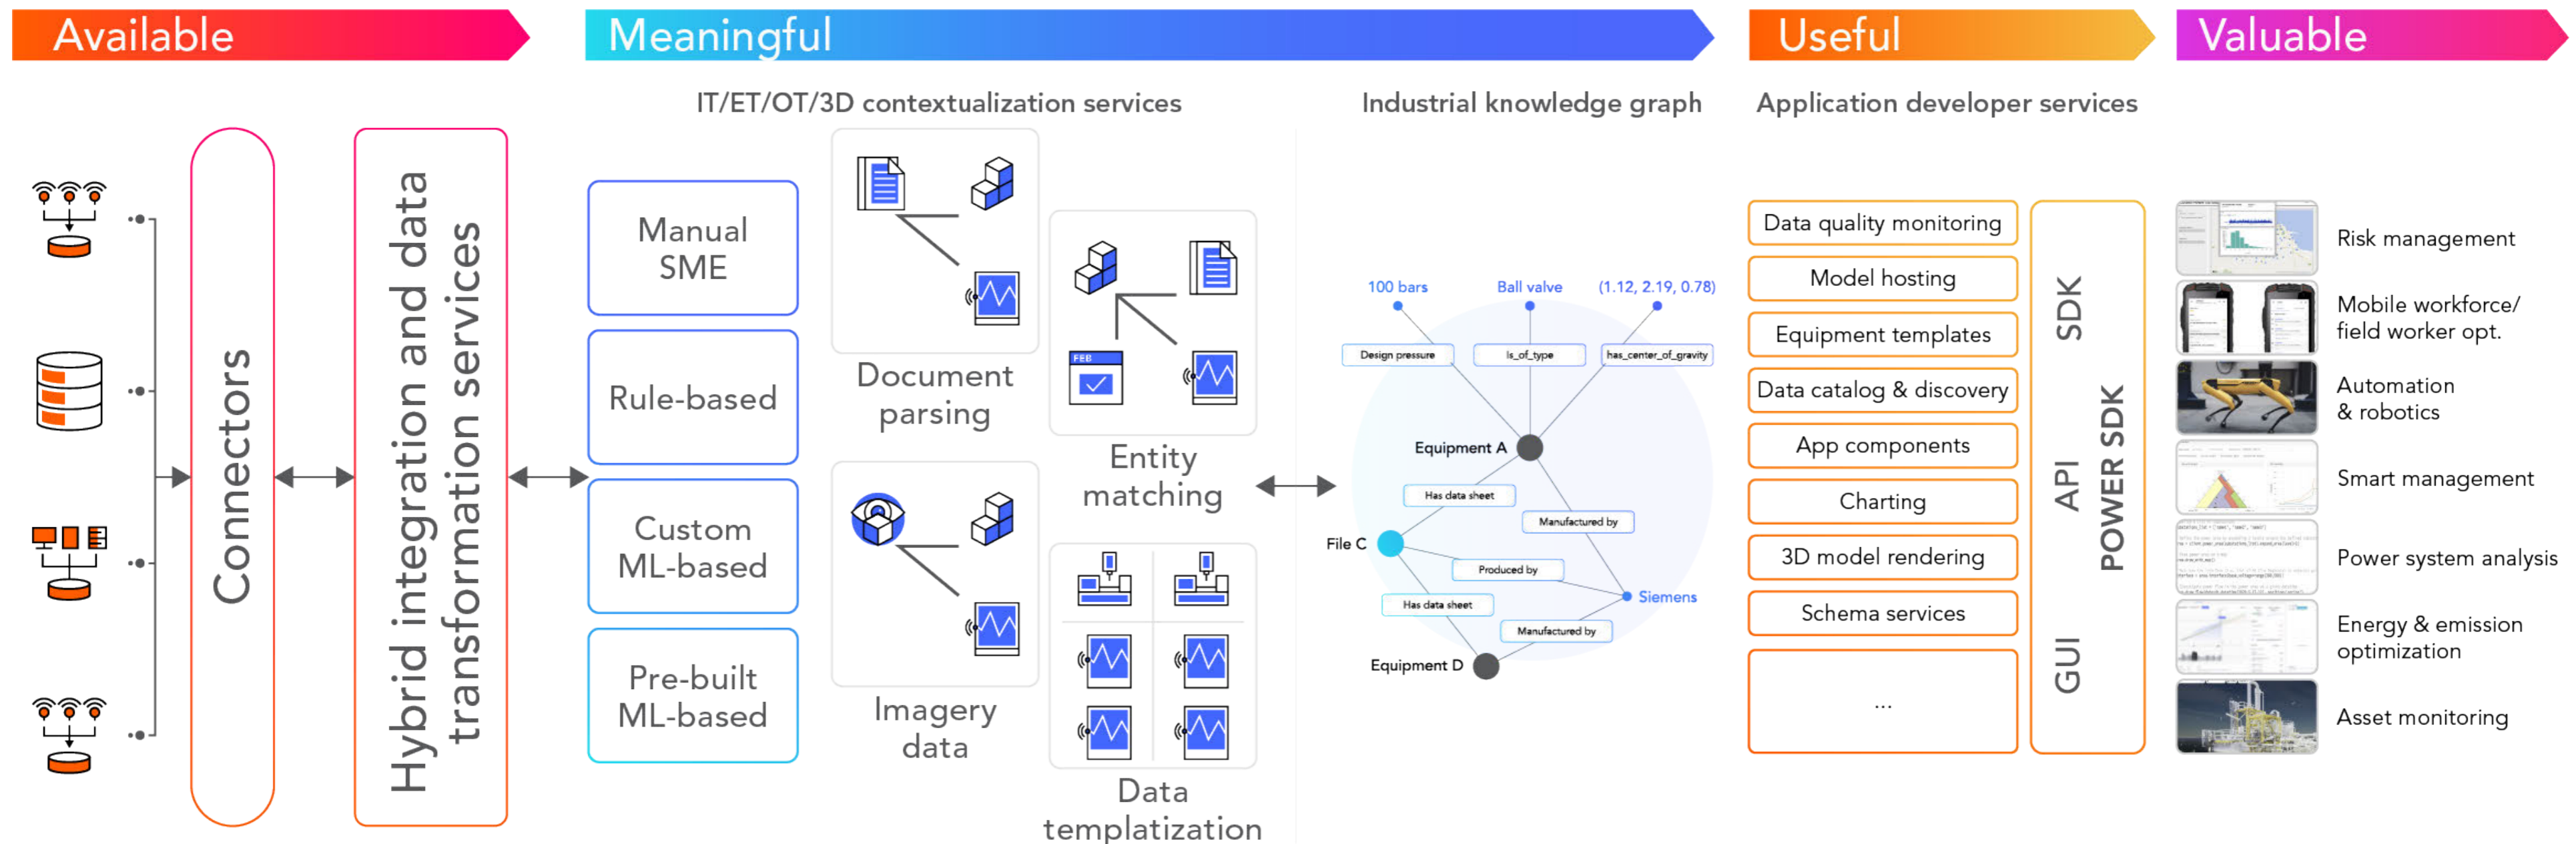 Available
Meaningful
Useful
Valuable
IT/ET/OT/3D contextualization services
Industrial knowledge graph
Application developer services
Connectors
Hybrid integration and data
transformation services
Manual
SME
Rule-based
Custom
ML-based
Pre-built
ML-based
Document
parsing
Imagery
data
FEB
Entity
matching
Data
templatization
100 bars
Ball valve
(1.12, 2.19, 0.78)
Design pressure
Is_of_type
has_center_of_gravity
Equipment A
Has data sheet
Manufactured by
File C
Produced by
Siemens
Has data sheet
Manufactured by
Equipment D
Data quality monitoring
Model hosting
Equipment templates
Data catalog & discovery
App components
Charting
3D model rendering
Schema services
...
SDK
API
GUI
POWER SDK
Risk management
Mobile workforce/
field worker opt.
Automation
& robotics
Smart management
Power system analysis
Energy & emission
optimization
Asset monitoring